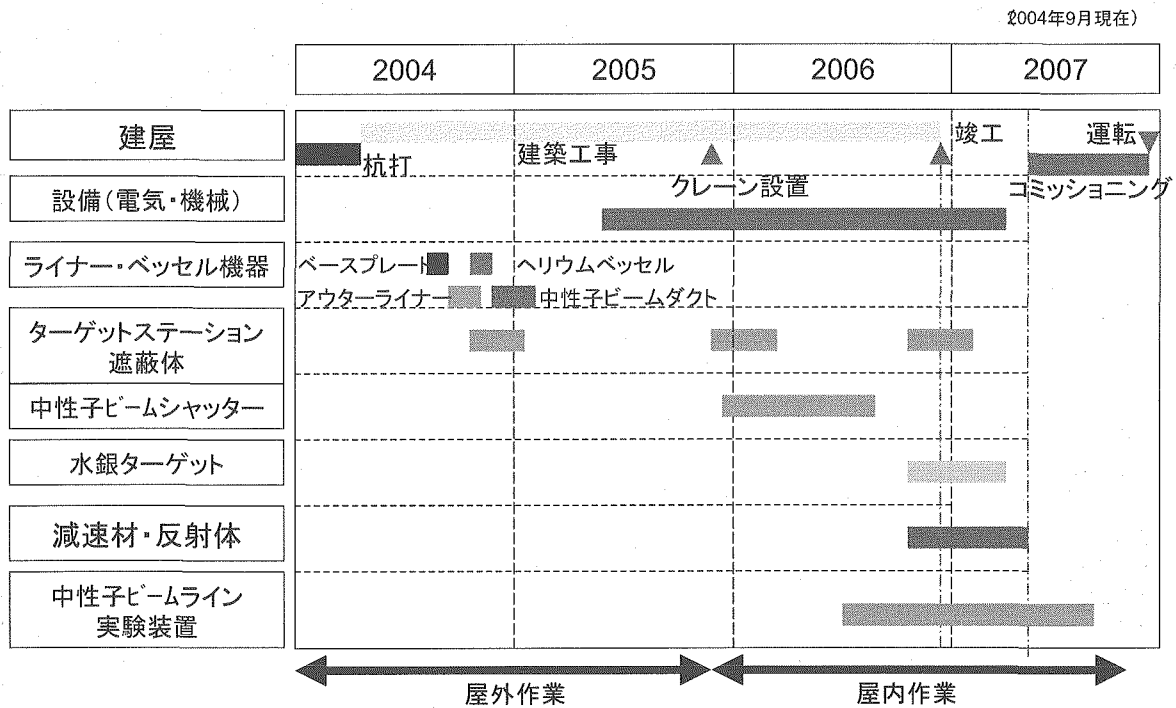 2004年9月現在)
2004 2005 2006 2007
建屋
杭打
建築工事
クレーン設置
竣工
運転
コミッショニング
設備(電気・機械)
ライナー・ベッセル機器
ベースプレート
ヘリウムベッセル
アウターライナー
中性子ビームダクト
ターゲットステーション
遮蔽体
中性子ビームシャッター
水銀ターゲット
減速材・反射体
中性子ビームライン
実験装置
屋外作業
屋内作業